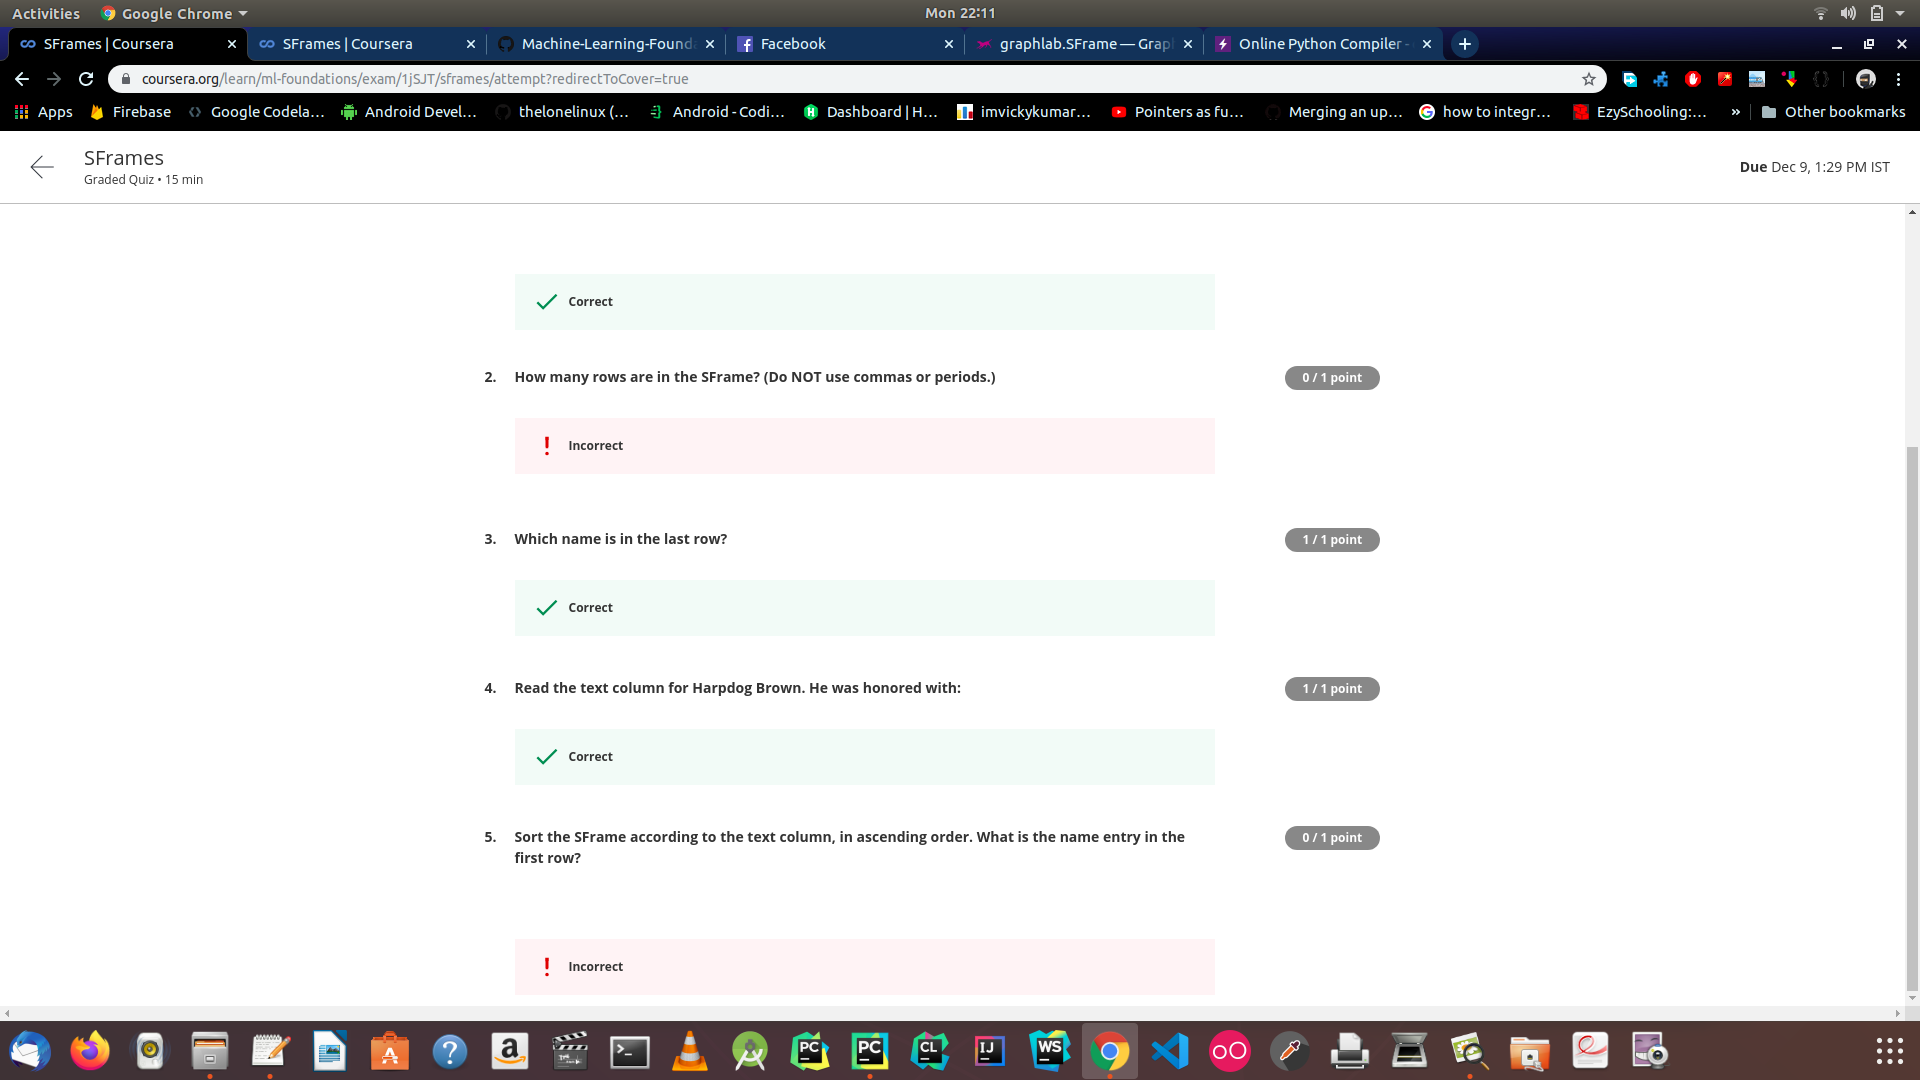 Activities
Google Chrome
Mon 22:11
SFrames | Coursera
SFrames | Coursera
Machine-Learning-Found
Facebook
graphlab.SFrame — Grap
Online Python Compiler -
coursera.org/learn/ml-foundations/exam/1jSJT/sframes/attempt?redirectToCover=true
Apps
Firebase
Google Codela...
Android Devel...
thelonelinux (...
Android - Codi...
Dashboard | H...
imvickykumar...
Pointers as fu...
Merging an up...
how to integr...
EzySchooling:...
»
Other bookmarks
SFrames
Graded Quiz • 15 min
Due Dec 9, 1:29 PM IST
Correct
2. How many rows are in the SFrame? (Do NOT use commas or periods.)
0 / 1 point
Incorrect
3. Which name is in the last row?
1 / 1 point
Correct
4. Read the text column for Harpdog Brown. He was honored with:
1 / 1 point
Correct
5. Sort the SFrame according to the text column, in ascending order. What is the name entry in the
first row?
0 / 1 point
Incorrect